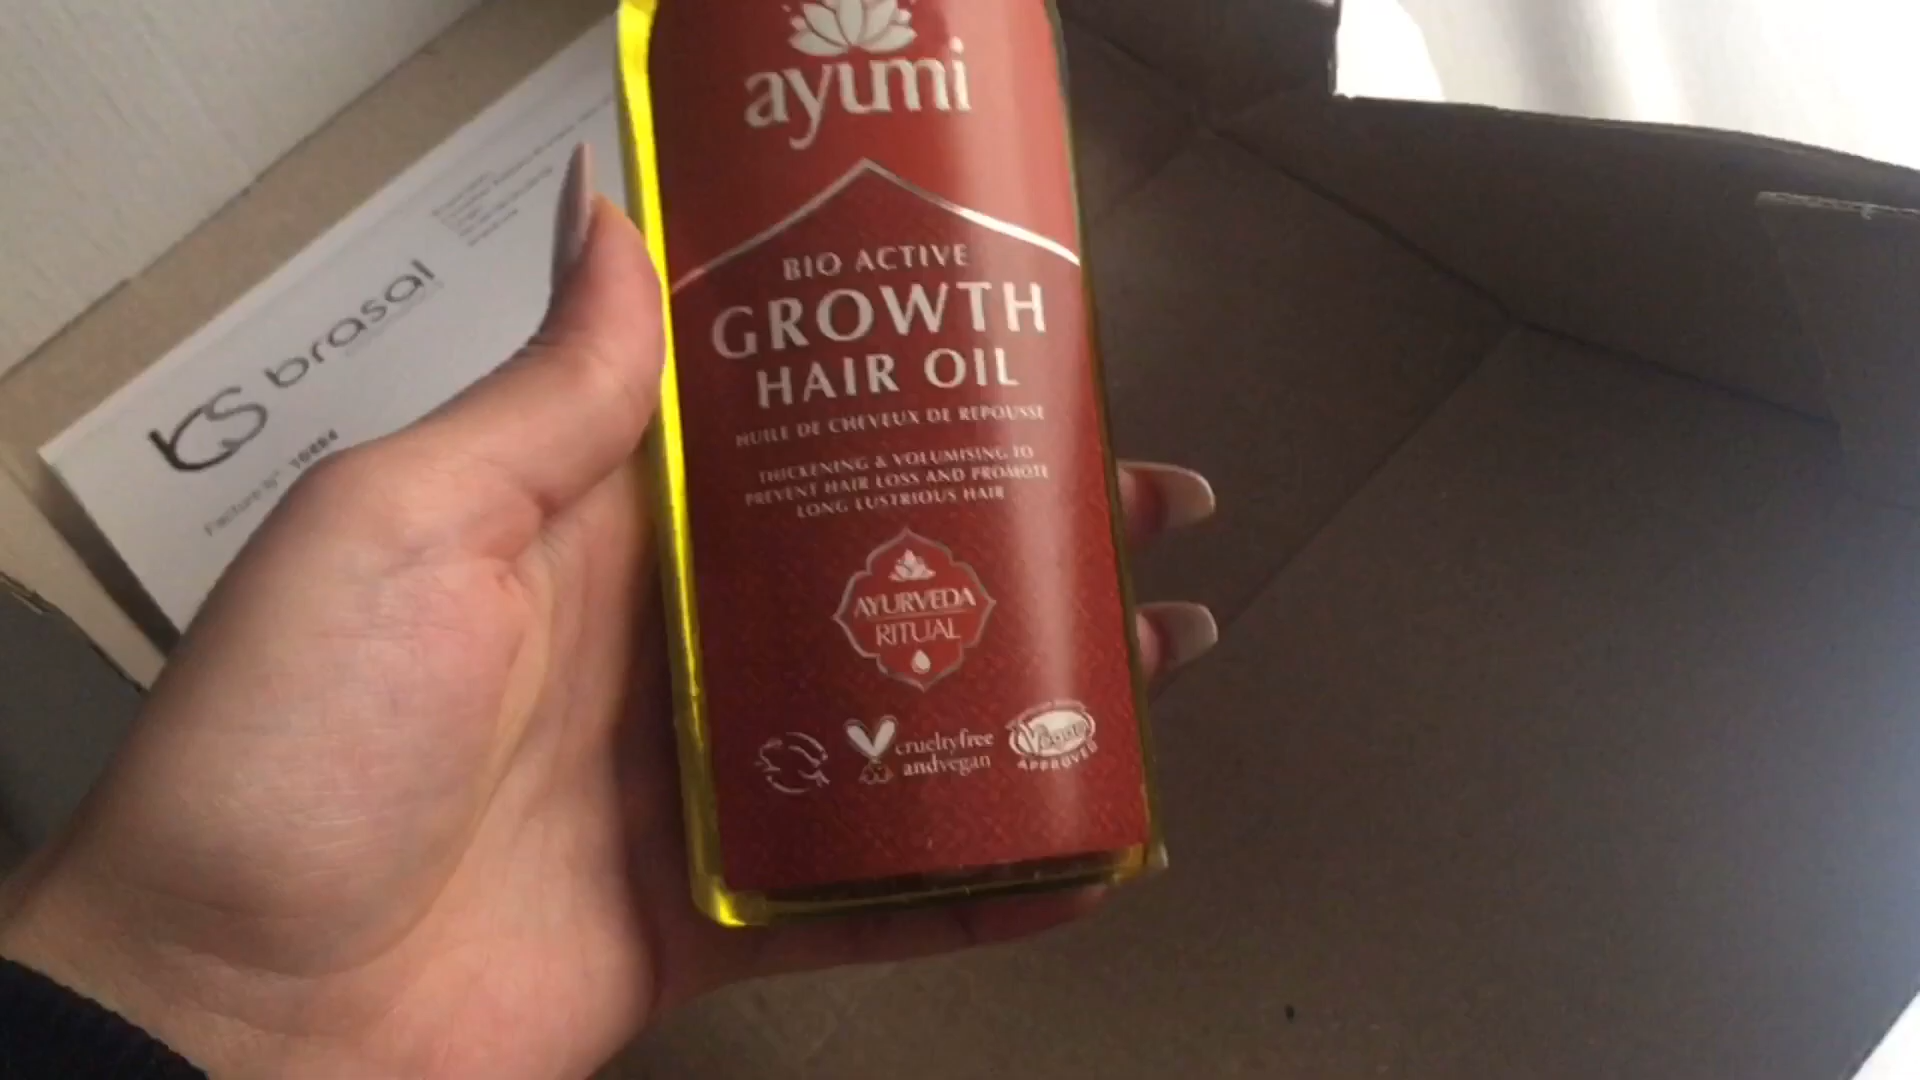 ayumi
BIO ACTIVE
GROWTH
HAIR OIL
HUILE DE CHEVEUX DE REPOUSSE
THICKENING & VOLUMISING TO
PREVENT HAIR LOSS AND PROMOTE
LONG LUSTRIOUS HAIR
AYURVEDA
RITUAL
crueltyfree
andvegan
APPROVED
brasal
Facture N°